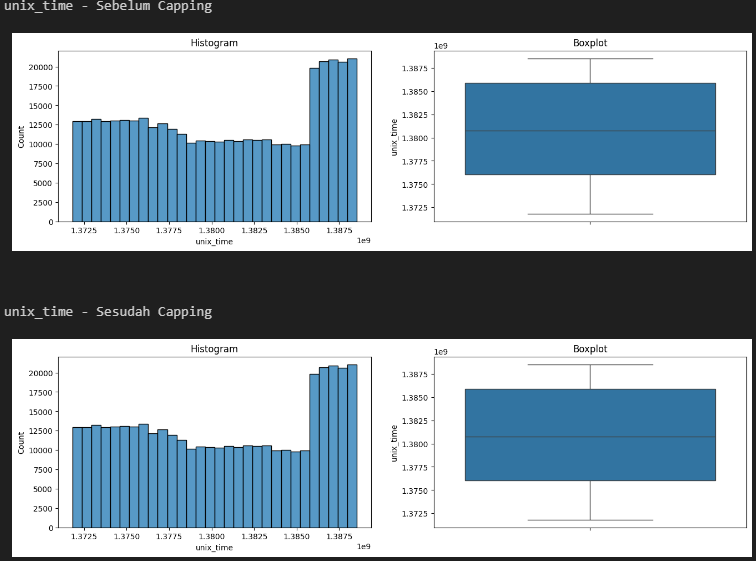 unix_time - Sebelum Capping
Histogram
Count
20000
17500
15000
12500
10000
7500
5000
2500
0
1.3725 1.3750 1.3775 1.3800 1.3825 1.3850 1.3875
1e9
unix_time
Boxplot
1e9
unix_time
1.3875
1.3850
1.3825
1.3800
1.3775
1.3750
1.3725
unix_time - Sesudah Capping
Histogram
Count
20000
17500
15000
12500
10000
7500
5000
2500
0
1.3725 1.3750 1.3775 1.3800 1.3825 1.3850 1.3875
1e9
unix_time
Boxplot
1e9
unix_time
1.3875
1.3850
1.3825
1.3800
1.3775
1.3750
1.3725